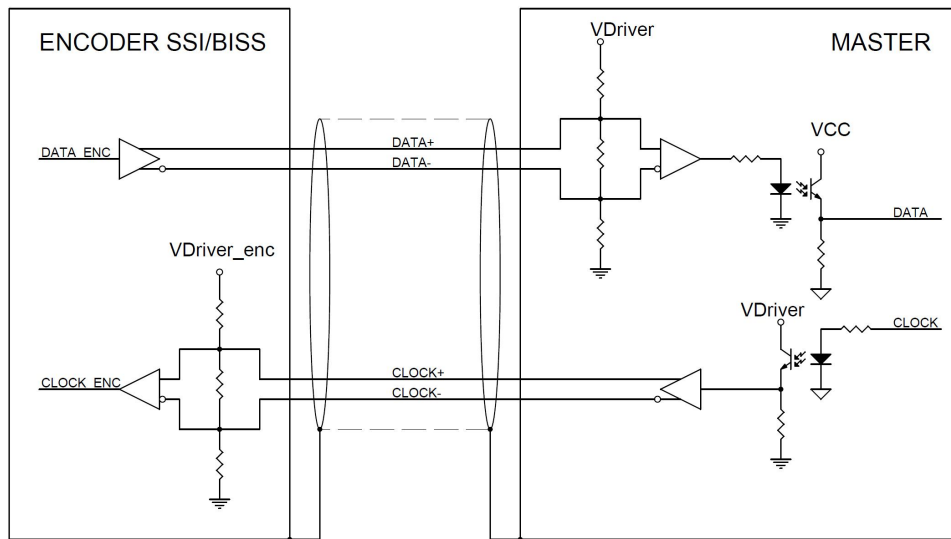 ENCODER SSI/BISS
MASTER
VDriver
VCC
DATA_ENC
DATA+
DATA-
DATA
VDriver_enc
VDriver
CLOCK
CLOCK_ENC
CLOCK+
CLOCK-